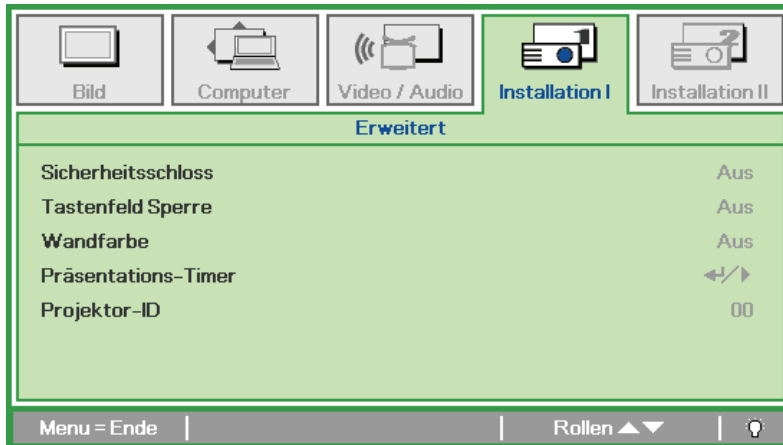 Bild
Computer
Video / Audio
Installation I
Installation II
Erweitert
Sicherheitsschloss Aus
Tastenfeld Sperre Aus
Wandfarbe Aus
Präsentations-Timer
Projektor-ID 00
Menu = Ende Rollen